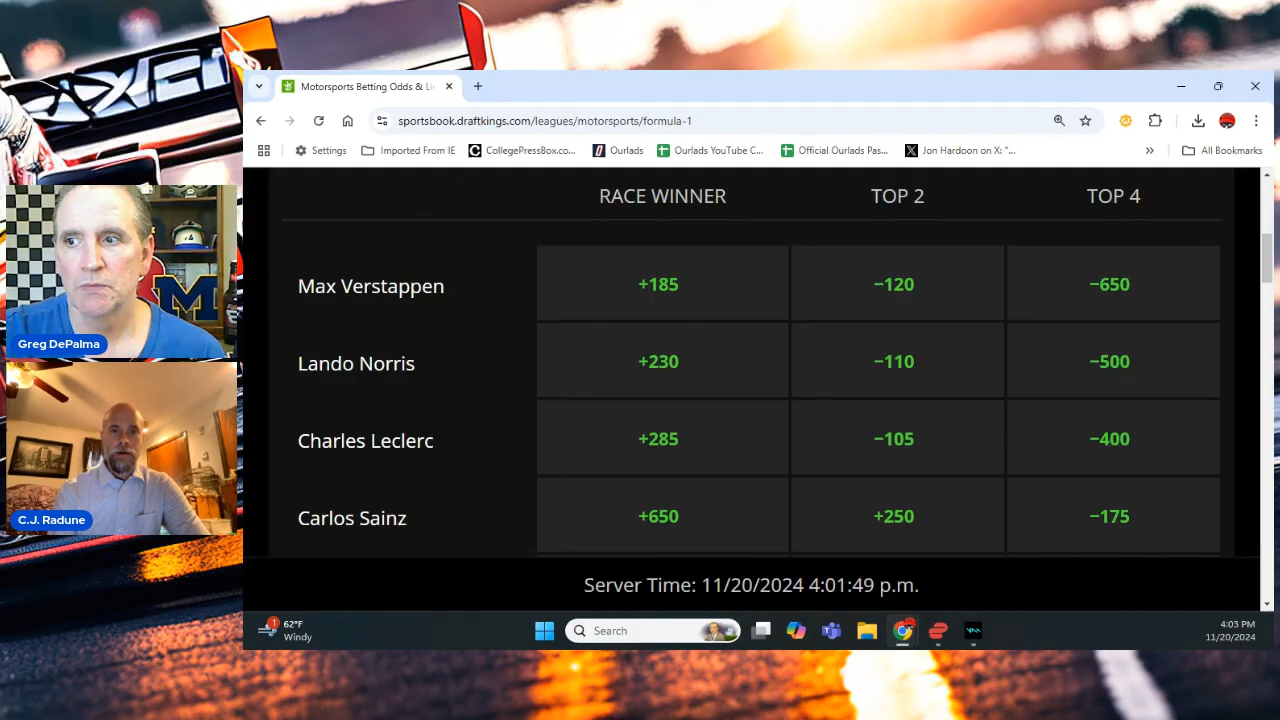 Motorsports Betting Odds & Li
sportsbook.draftkings.com/leagues/motorsports/formula-1
Settings
Imported From IE
CollegePressBox.co...
Ourlads
Ourlads YouTube C...
Official Ourlads Pas...
Jon Hardoon on X: "...
»
All Bookmarks
RACE WINNER TOP 2 TOP 4
Max Verstappen +185 −120 −650
Lando Norris +230 −110 −500
Charles Leclerc +285 −105 −400
Carlos Sainz +650 +250 −175
Server Time: 11/20/2024 4:01:49 p.m.
M
Greg DePalma
C.J. Radune
1
62°F
Windy
Search
4:03 PM
11/20/2024